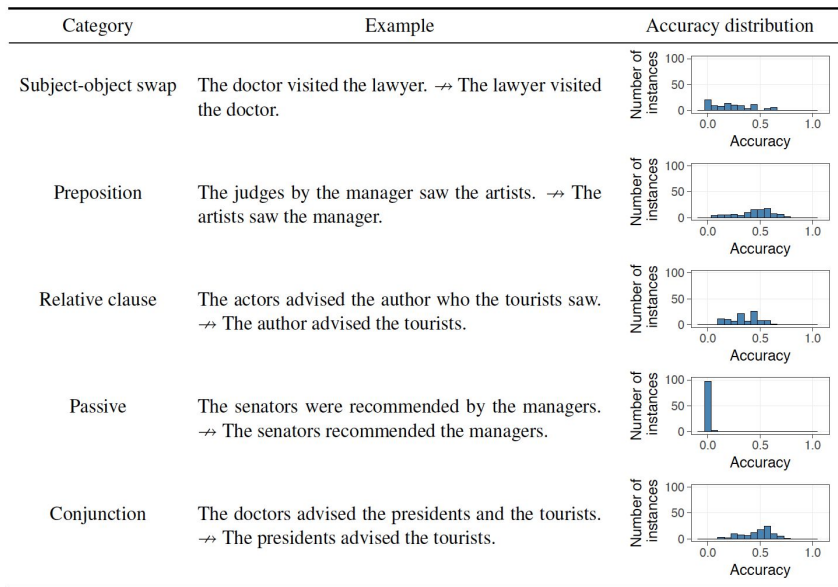 Category Example Accuracy distribution
Subject-object swap The doctor visited the lawyer. ↛ The lawyer visited
the doctor.
Number of
instances
100
50
0
0.0 0.5 1.0
Accuracy
Preposition The judges by the manager saw the artists. ↛ The
artists saw the manager.
Number of
instances
100
50
0
0.0 0.5 1.0
Accuracy
Relative clause The actors advised the author who the tourists saw.
↛ The author advised the tourists.
Number of
instances
100
50
0
0.0 0.5 1.0
Accuracy
Passive The senators were recommended by the managers.
↛ The senators recommended the managers.
Number of
instances
100
50
0
0.0 0.5 1.0
Accuracy
Conjunction The doctors advised the presidents and the tourists.
↛ The presidents advised the tourists.
Number of
instances
100
50
0
0.0 0.5 1.0
Accuracy